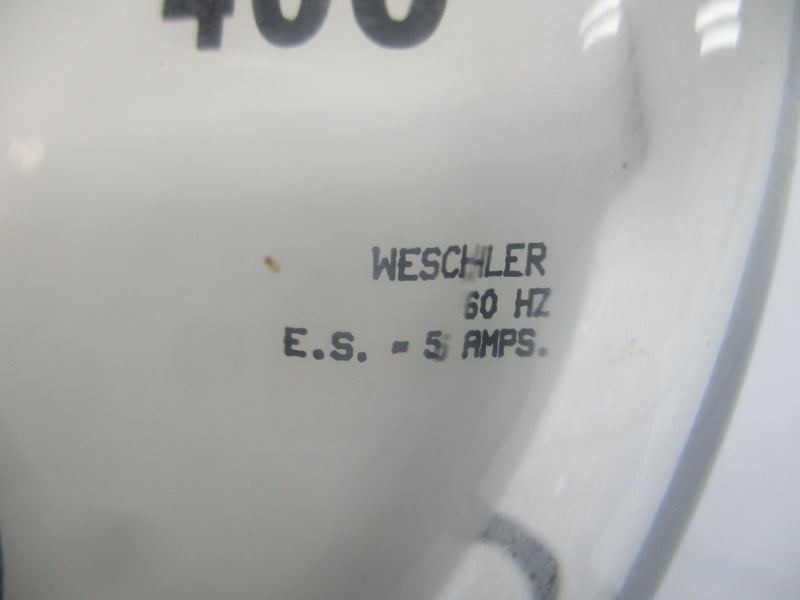 400
WESCHLER
60 HZ
E.S. = 5 AMPS.